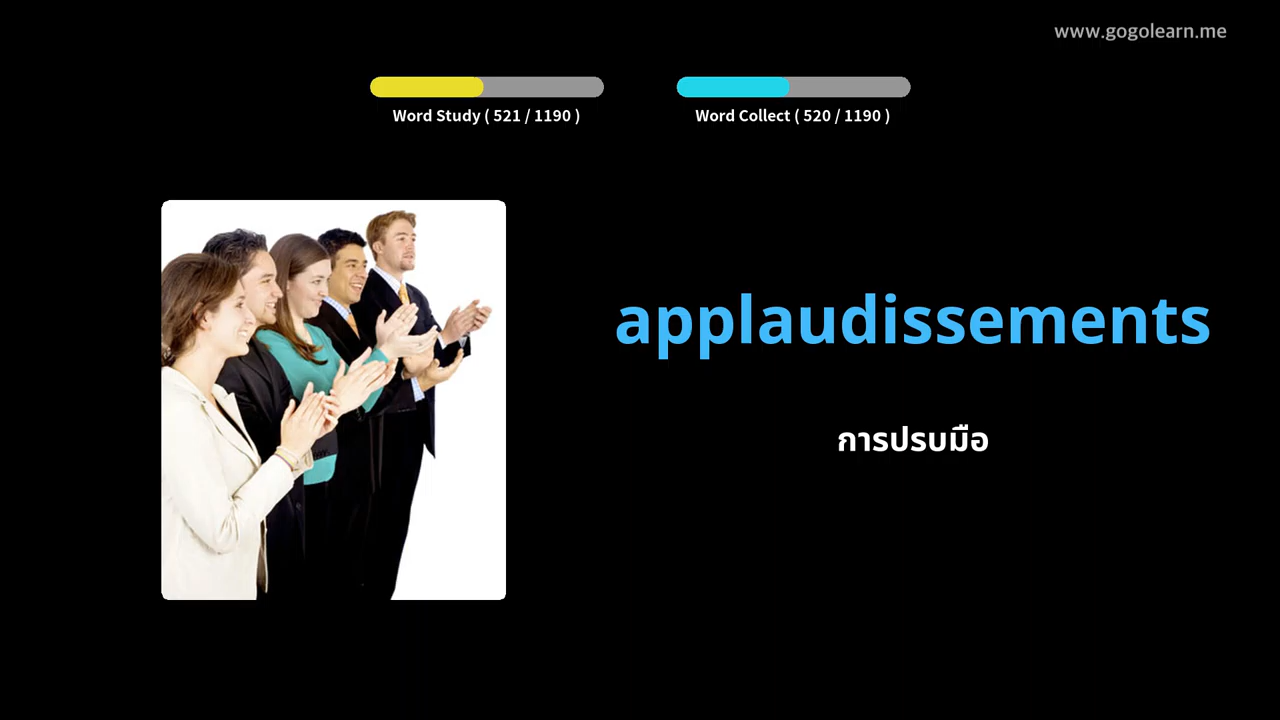 www.gogolearn.me
Word Study ( 521 / 1190 )
Word Collect ( 520 / 1190 )
applaudissements
การปรบมือ